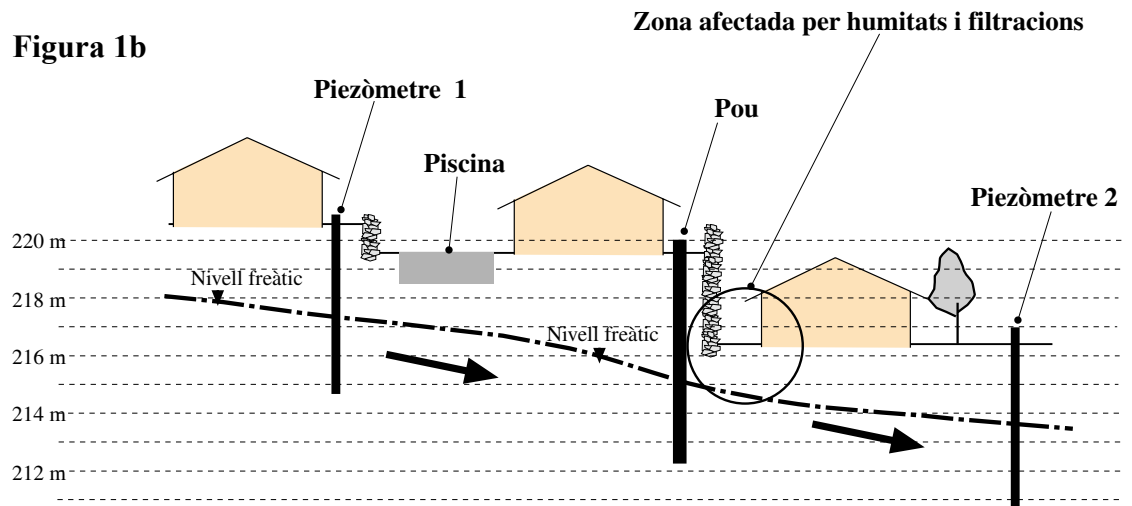 Zona afectada per humitats i filtracions
Figura 1b
Piezòmetre 1
Pou
Piscina
Piezòmetre 2
220 m
Nivell freàtic
218 m
Nivell freàtic
216 m
214 m
212 m